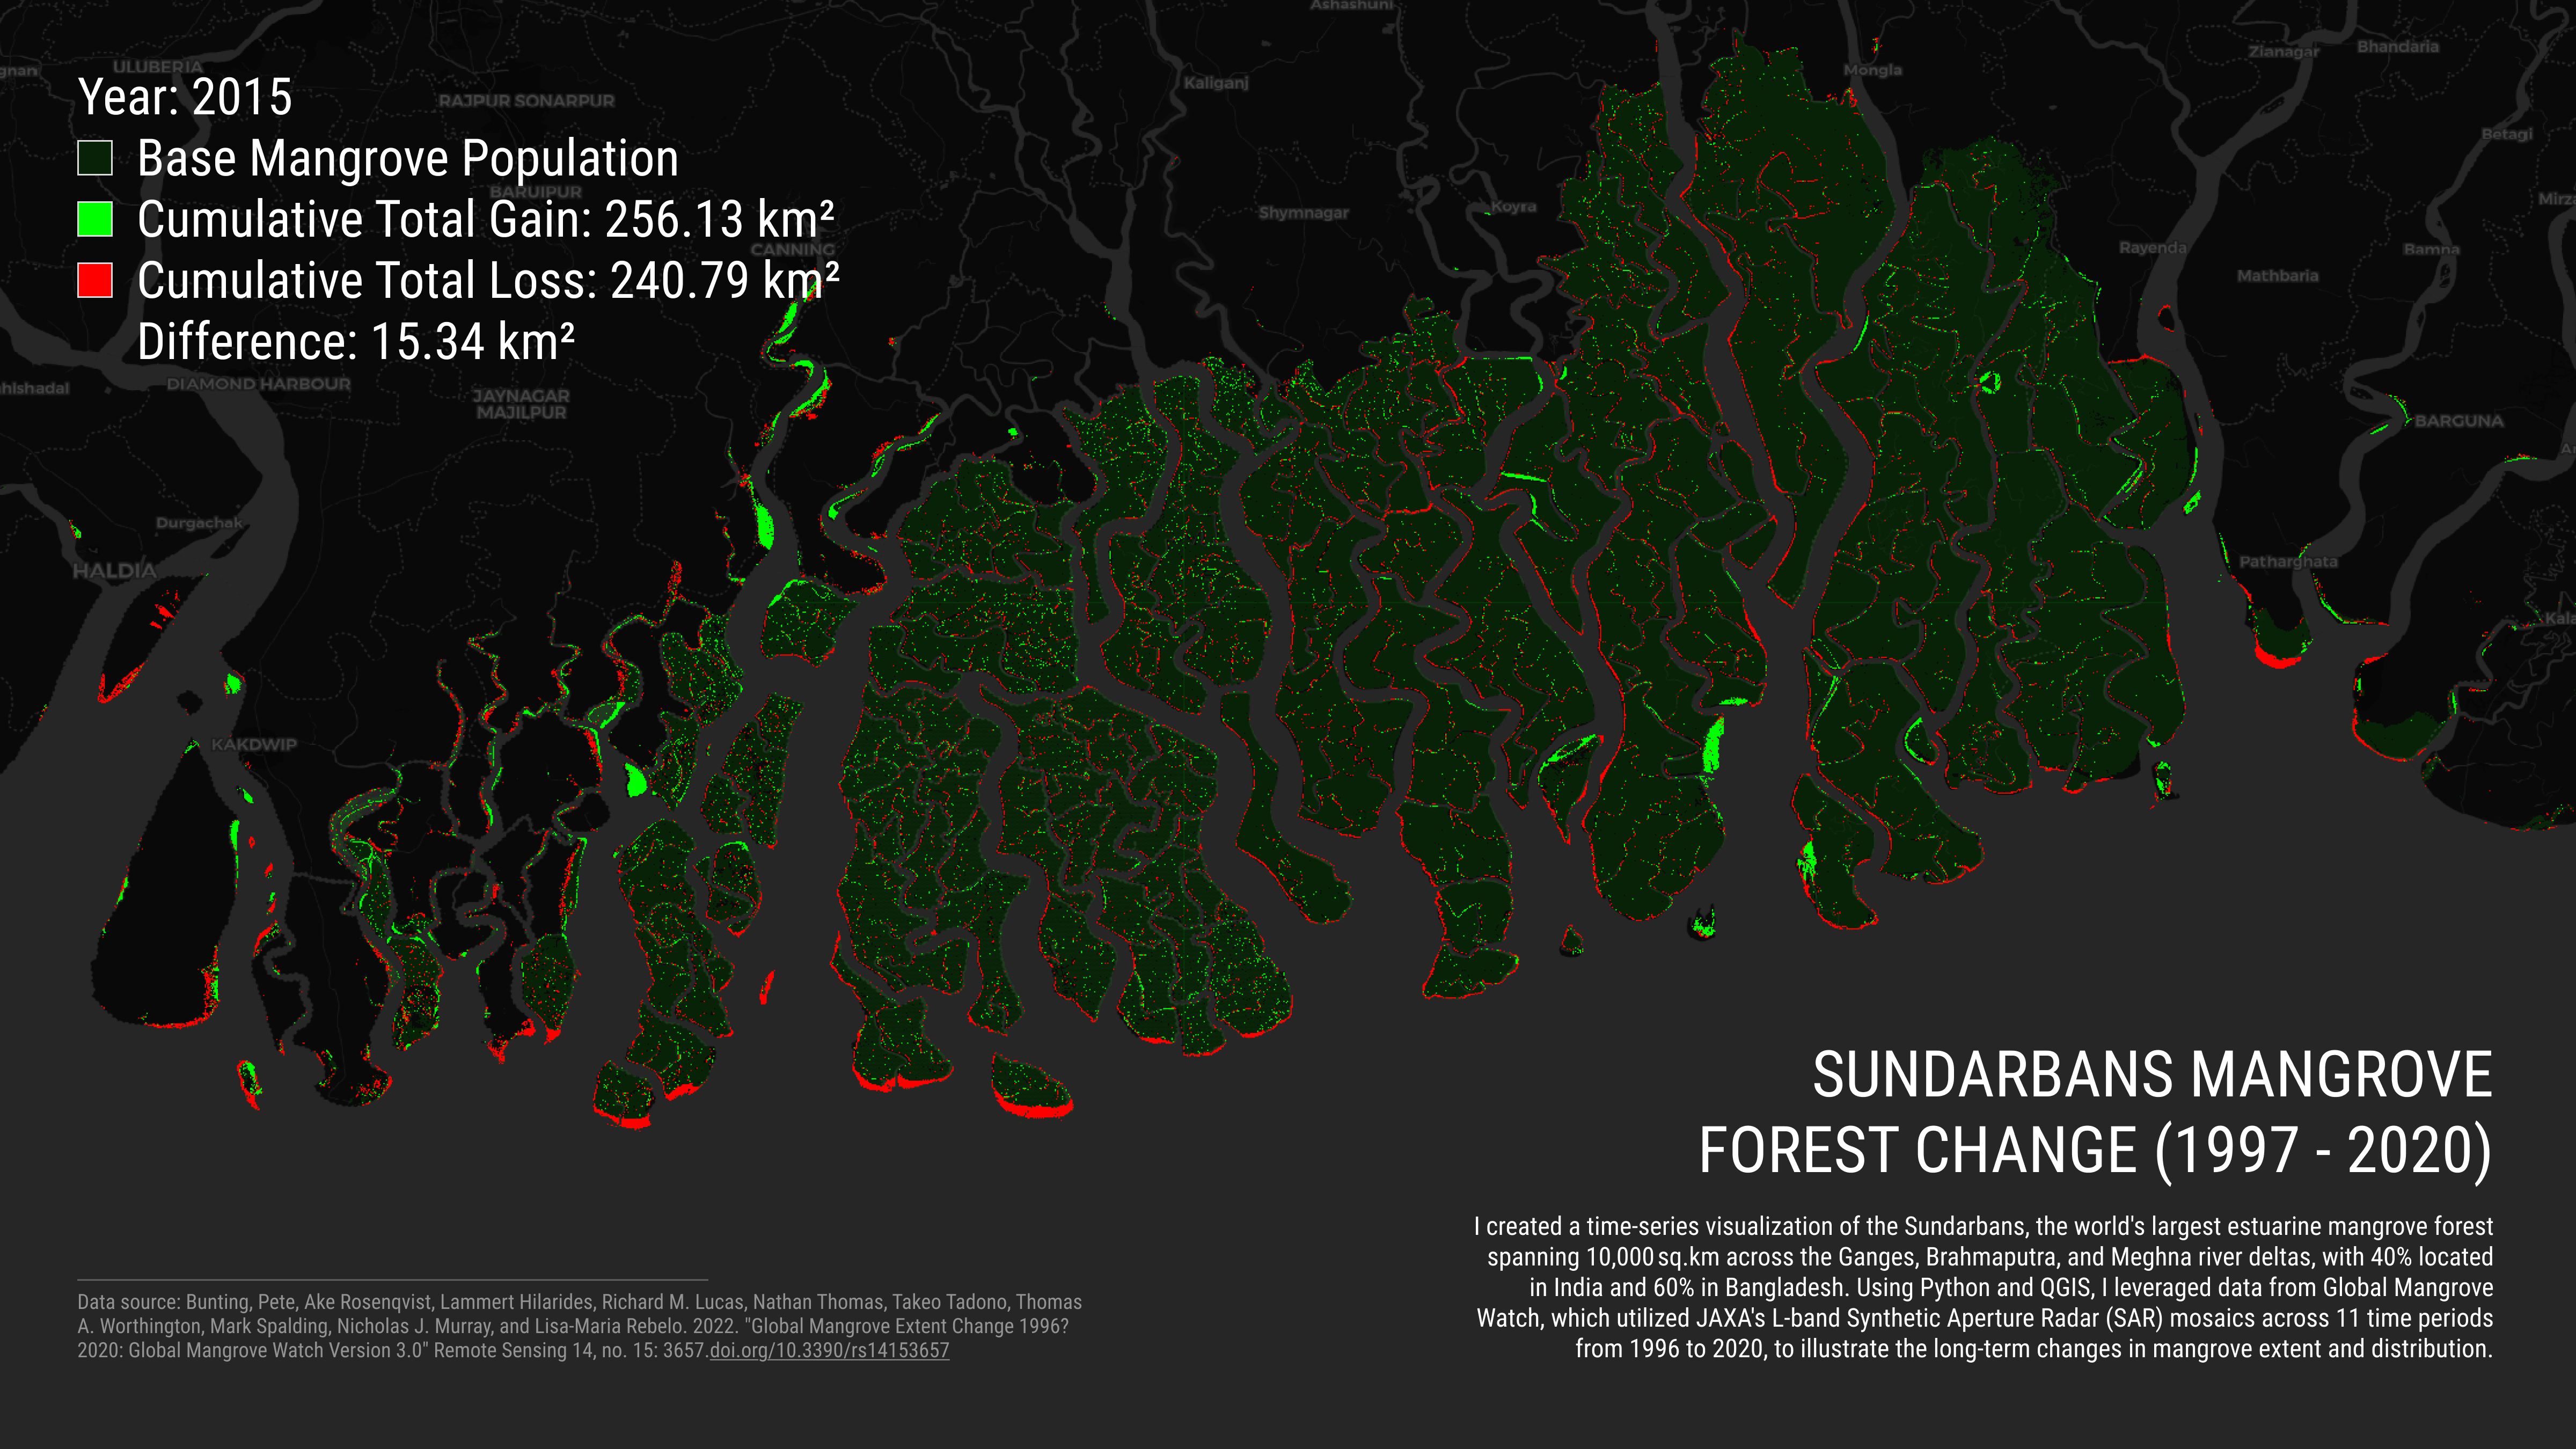 Year: 2015
Base Mangrove Population
Cumulative Total Gain: 256.13 km²
Cumulative Total Loss: 240.79 km²
Difference: 15.34 km²
Ashashuni
ULUBERIA
RAJPUR SONARPUR
BARUIPUR
CANNING
DIAMOND HARBOUR
JAYNAGAR
MAJILPUR
Durgachak
HALDIA
KAKDWIP
Kaliganj
Shymnagar
Koyra
Mongla
Zianagar
Bhandaria
Betagi
Rayenda
Mathbaria
Bamna
BARGUNA
Patharghata
SUNDARBANS MANGROVE
FOREST CHANGE (1997 - 2020)
I created a time-series visualization of the Sundarbans, the world's largest estuarine mangrove forest
spanning 10,000 sq.km across the Ganges, Brahmaputra, and Meghna river deltas, with 40% located
in India and 60% in Bangladesh. Using Python and QGIS, I leveraged data from Global Mangrove
Watch, which utilized JAXA's L-band Synthetic Aperture Radar (SAR) mosaics across 11 time periods
from 1996 to 2020, to illustrate the long-term changes in mangrove extent and distribution.
Data source: Bunting, Pete, Ake Rosenqvist, Lammert Hilarides, Richard M. Lucas, Nathan Thomas, Takeo Tadono, Thomas
A. Worthington, Mark Spalding, Nicholas J. Murray, and Lisa-Maria Rebelo. 2022. "Global Mangrove Extent Change 1996?
2020: Global Mangrove Watch Version 3.0" Remote Sensing 14, no. 15: 3657.doi.org/10.3390/rs14153657